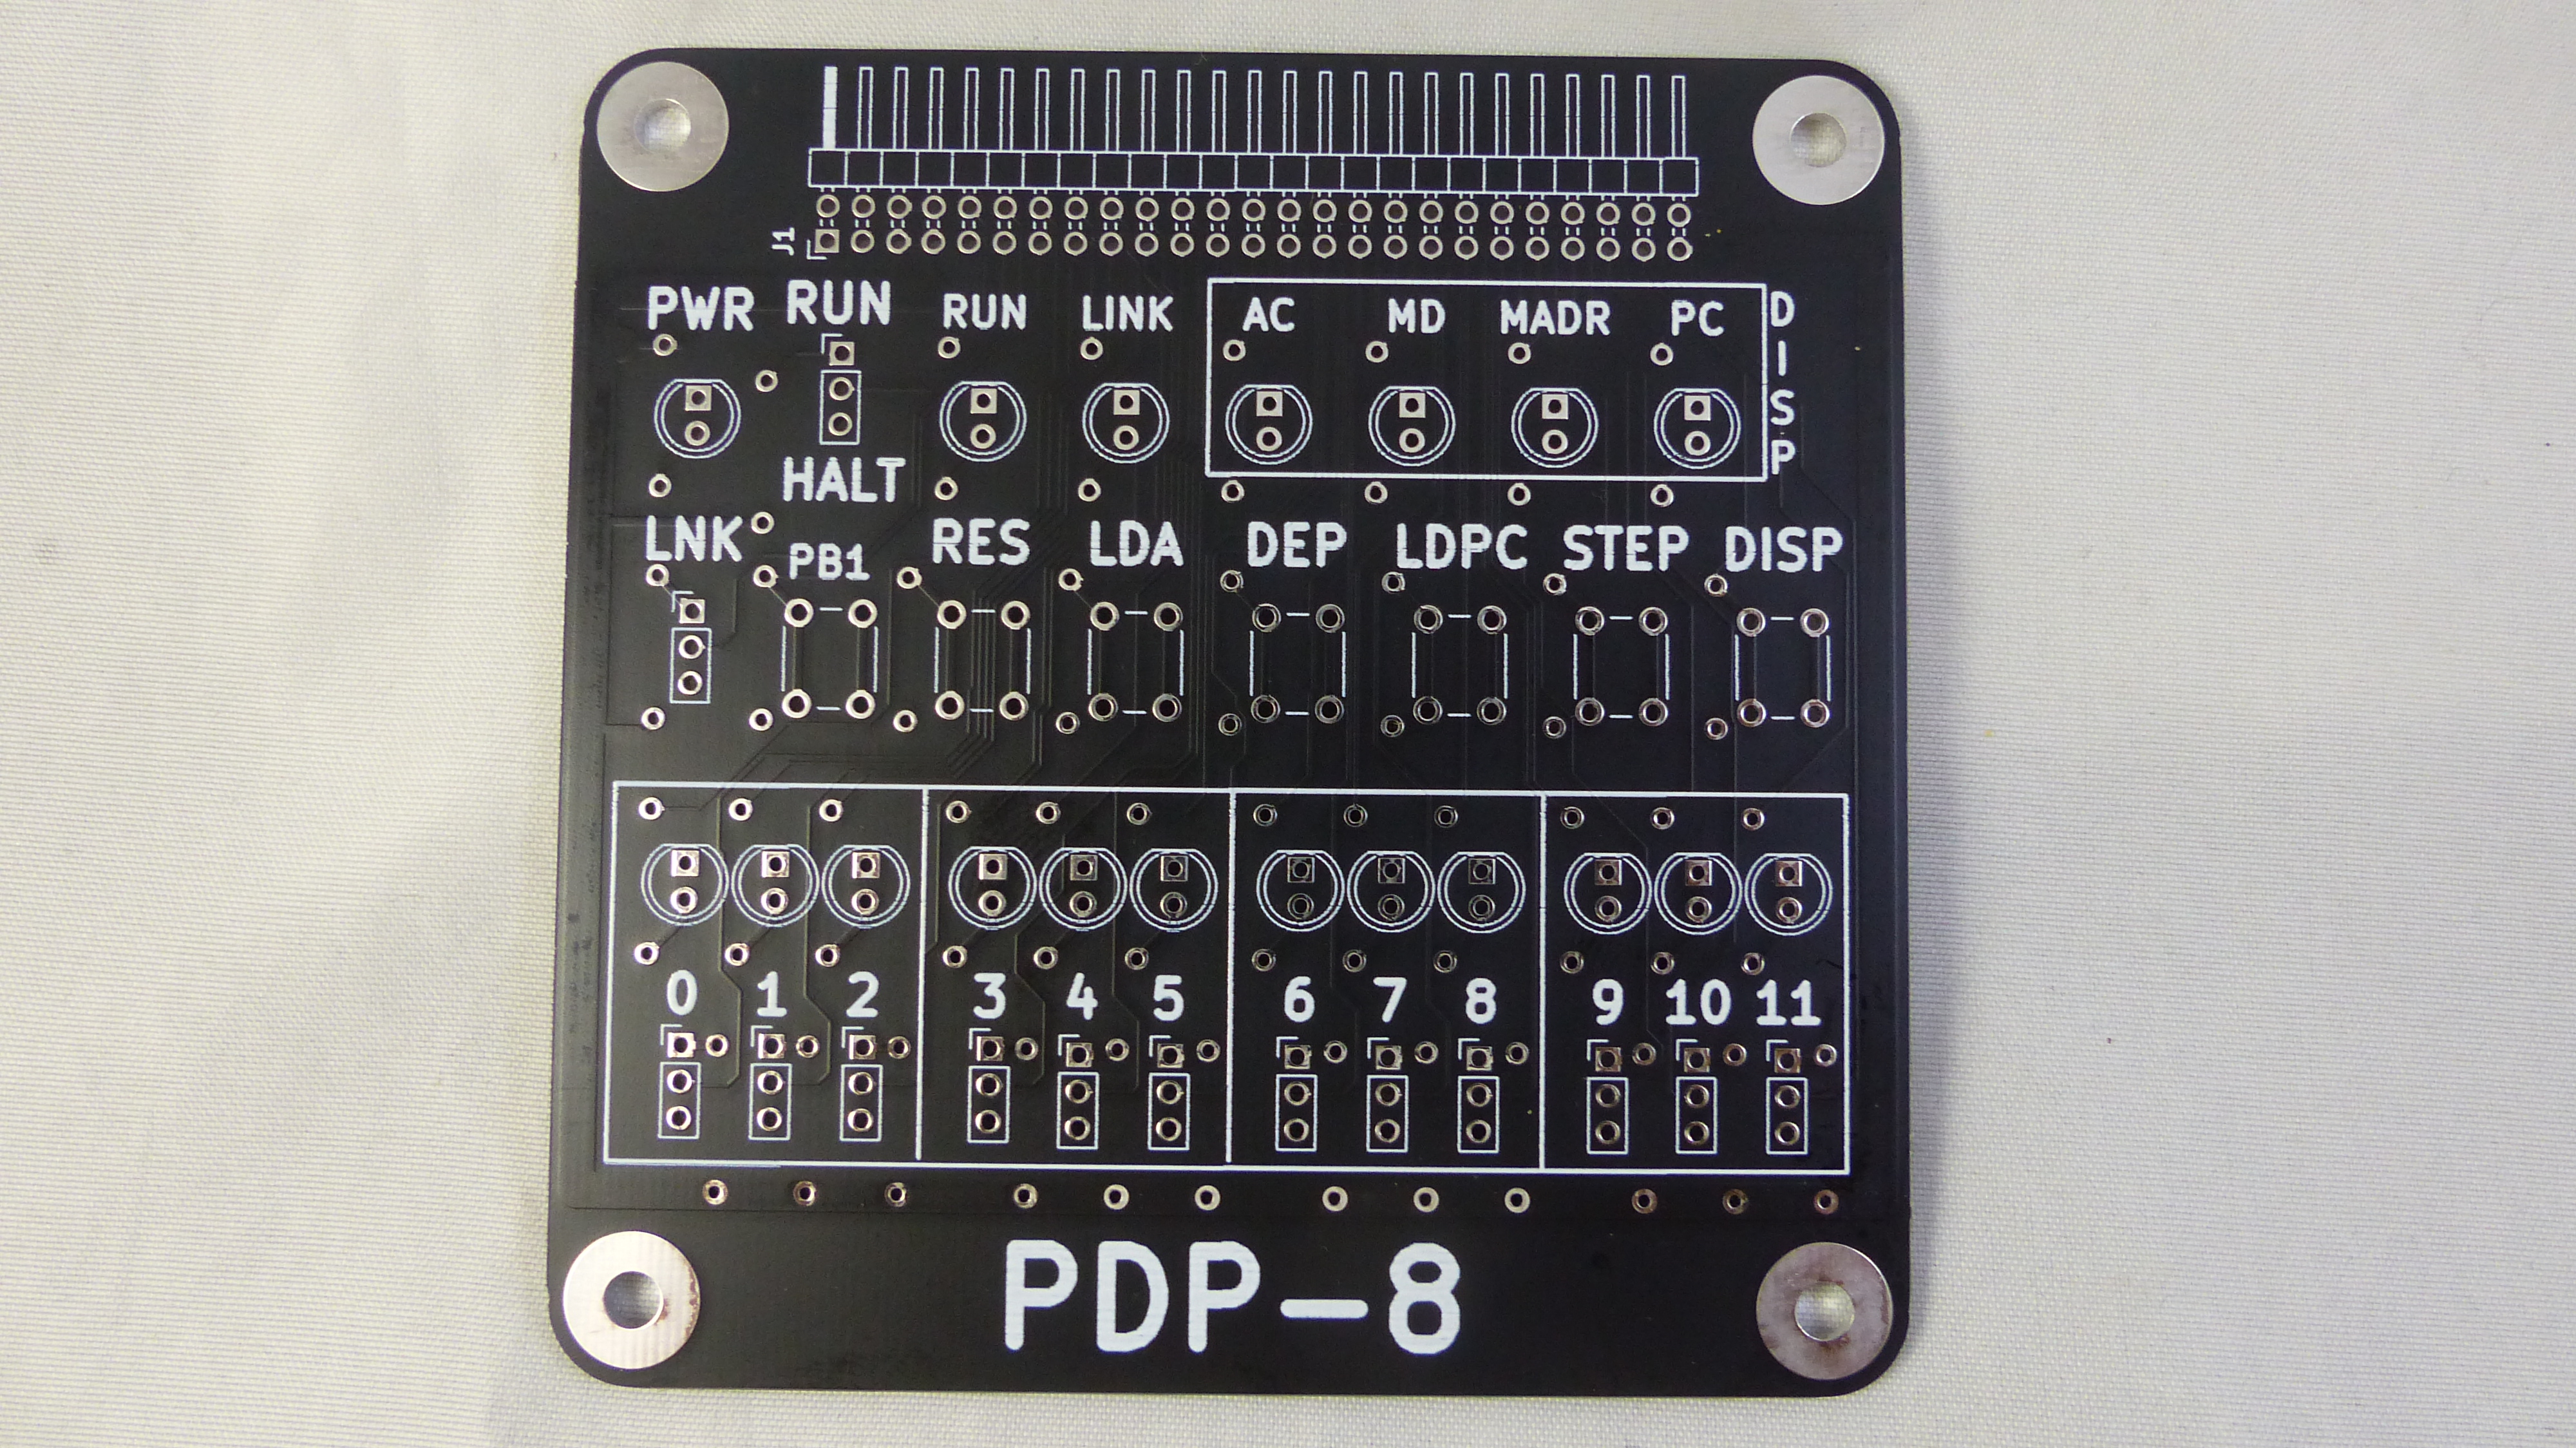 J1
PWR RUN RUN LINK AC MD MADR PC
DISP
HALT
LNK PB1 RES LDA DEP LDPC STEP DISP
0 1 2 3 4 5 6 7 8 9 10 11
PDP-8